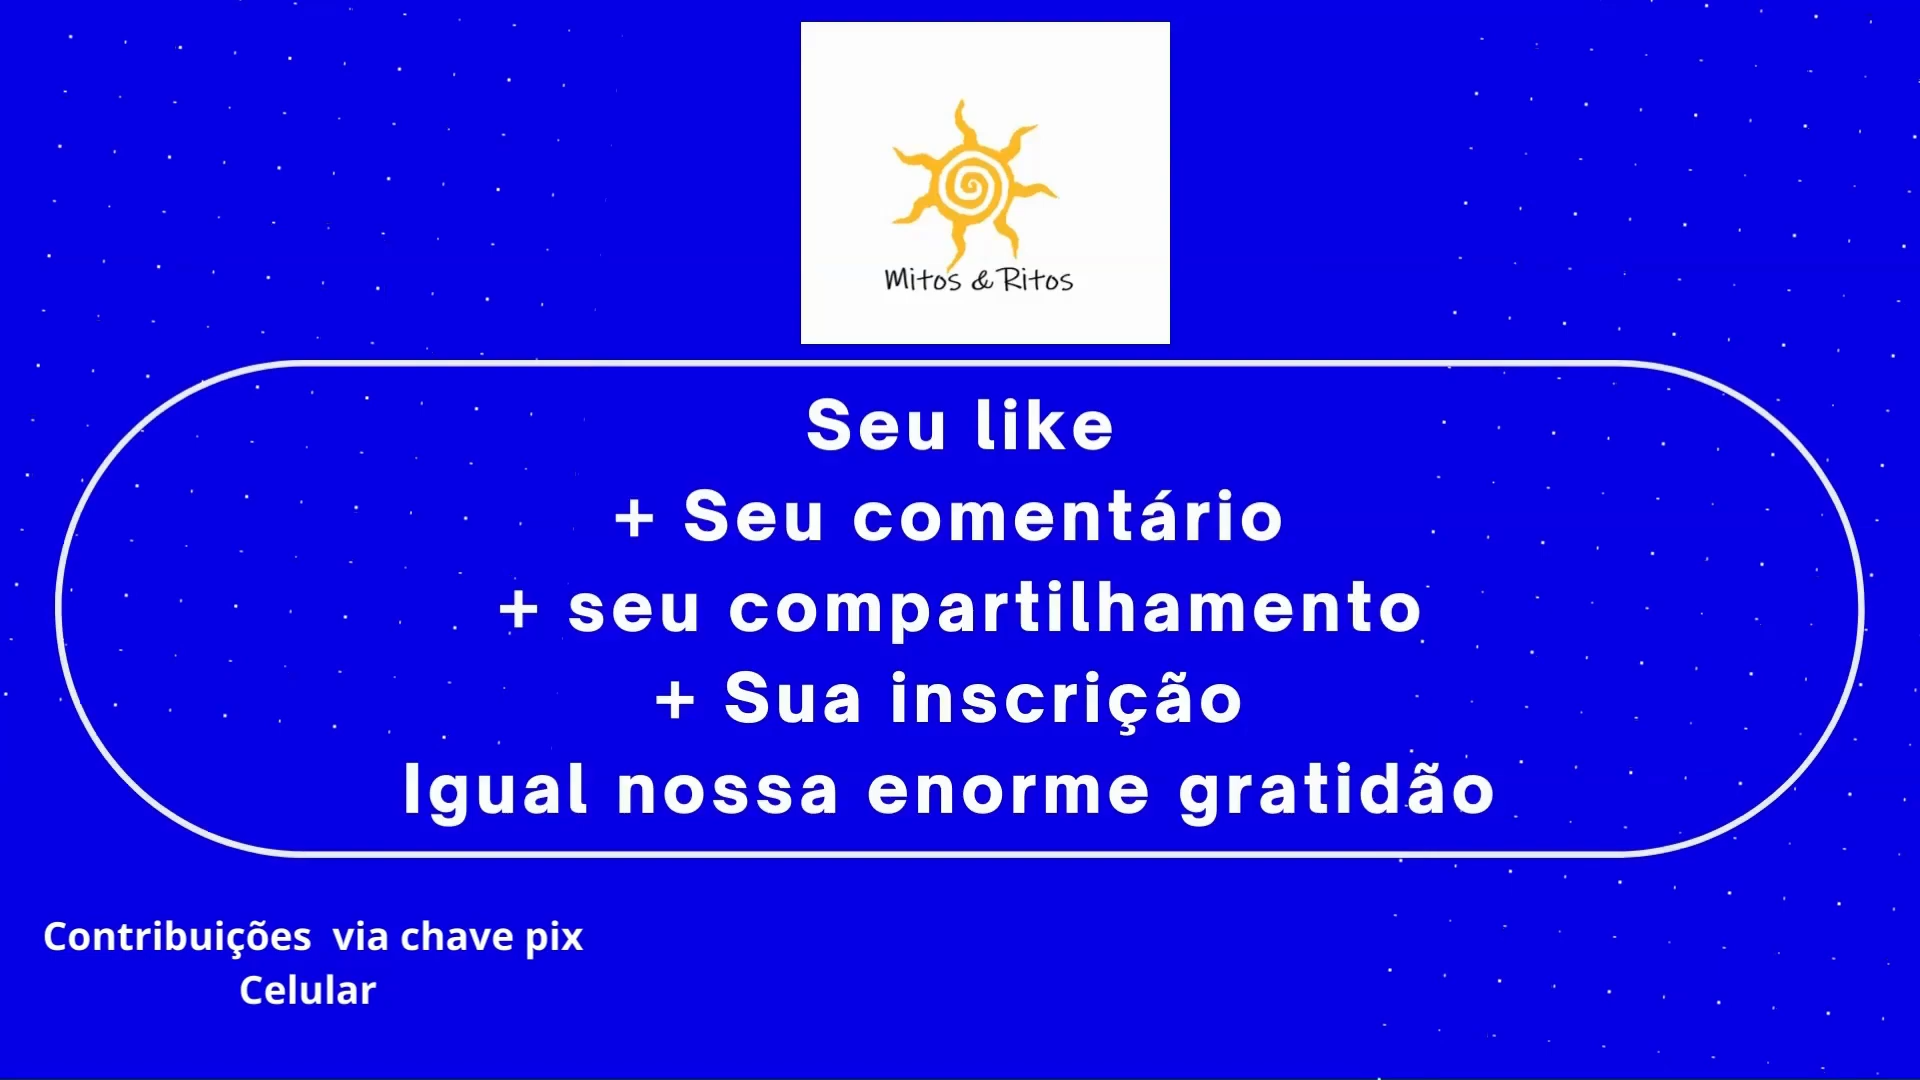 Mitos & Ritos
Seu like
+ Seu comentário
+ seu compartilhamento
+ Sua inscrição
Igual nossa enorme gratidão
Contribuições via chave pix
Celular